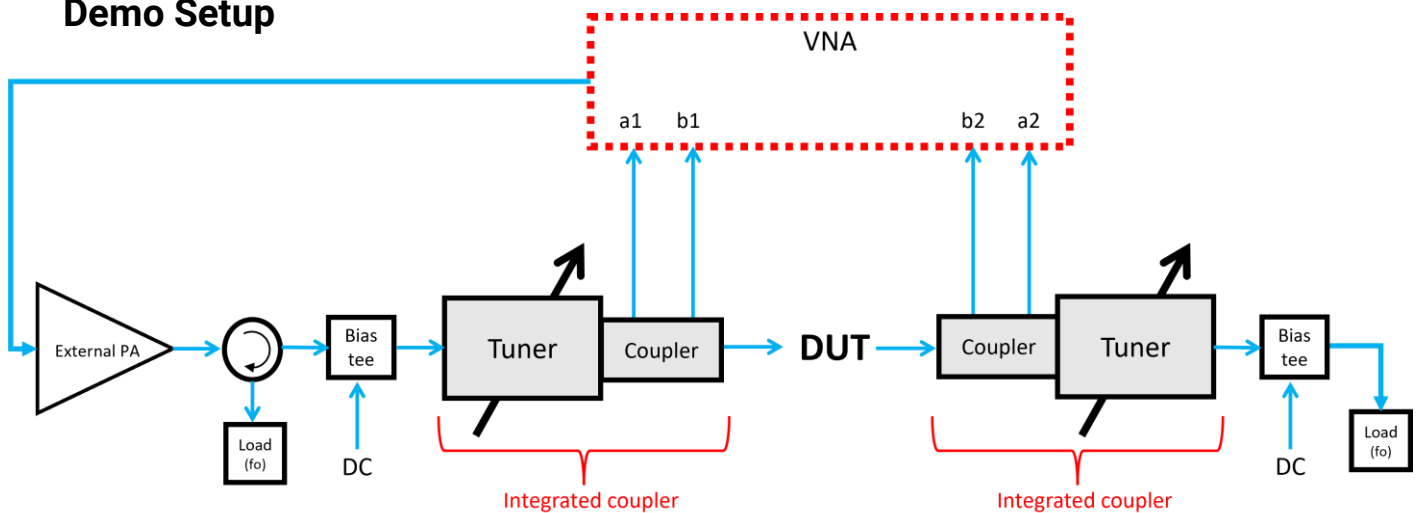 Demo Setup
VNA
a1
b1
b2
a2
External PA
Bias
tee
Tuner
Coupler
DUT
Coupler
Tuner
Bias
tee
Load
(fo)
DC
DC
Load
(fo)
Integrated coupler
Integrated coupler